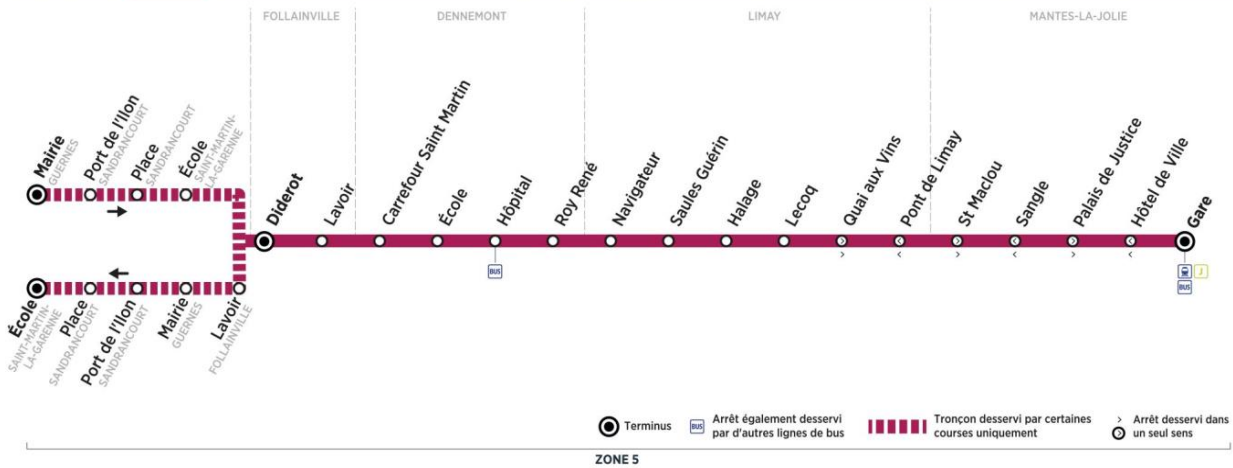 FOLLAINVILLE
DENNEMONT
LIMAY
MANTES-LA-JOLIE
Mairie
GUERNES
Port de l'Ilon
SANDRANCOURT
Place
SANDRANCOURT
École
SAINT-MARTIN-
LA-GARENNE
Diderot
Lavoir
Carrefour Saint Martin
École
Hôpital
Roy René
Navigateur
Saules Guérin
Halage
Lecoq
Quai aux Vins
Pont de Limay
St Maclou
Sangle
Palais de Justice
Hôtel de Ville
Gare
BUS
J
BUS
École
SAINT-MARTIN-
LA-GARENNE
Place
SANDRANCOURT
Port de l'Ilon
SANDRANCOURT
Mairie
GUERNES
Lavoir
FOLLAINVILLE
Terminus
BUS
Arrêt également desservi
par d'autres lignes de bus
Tronçon desservi par certaines
courses uniquement
Arrêt desservi dans
un seul sens
ZONE 5